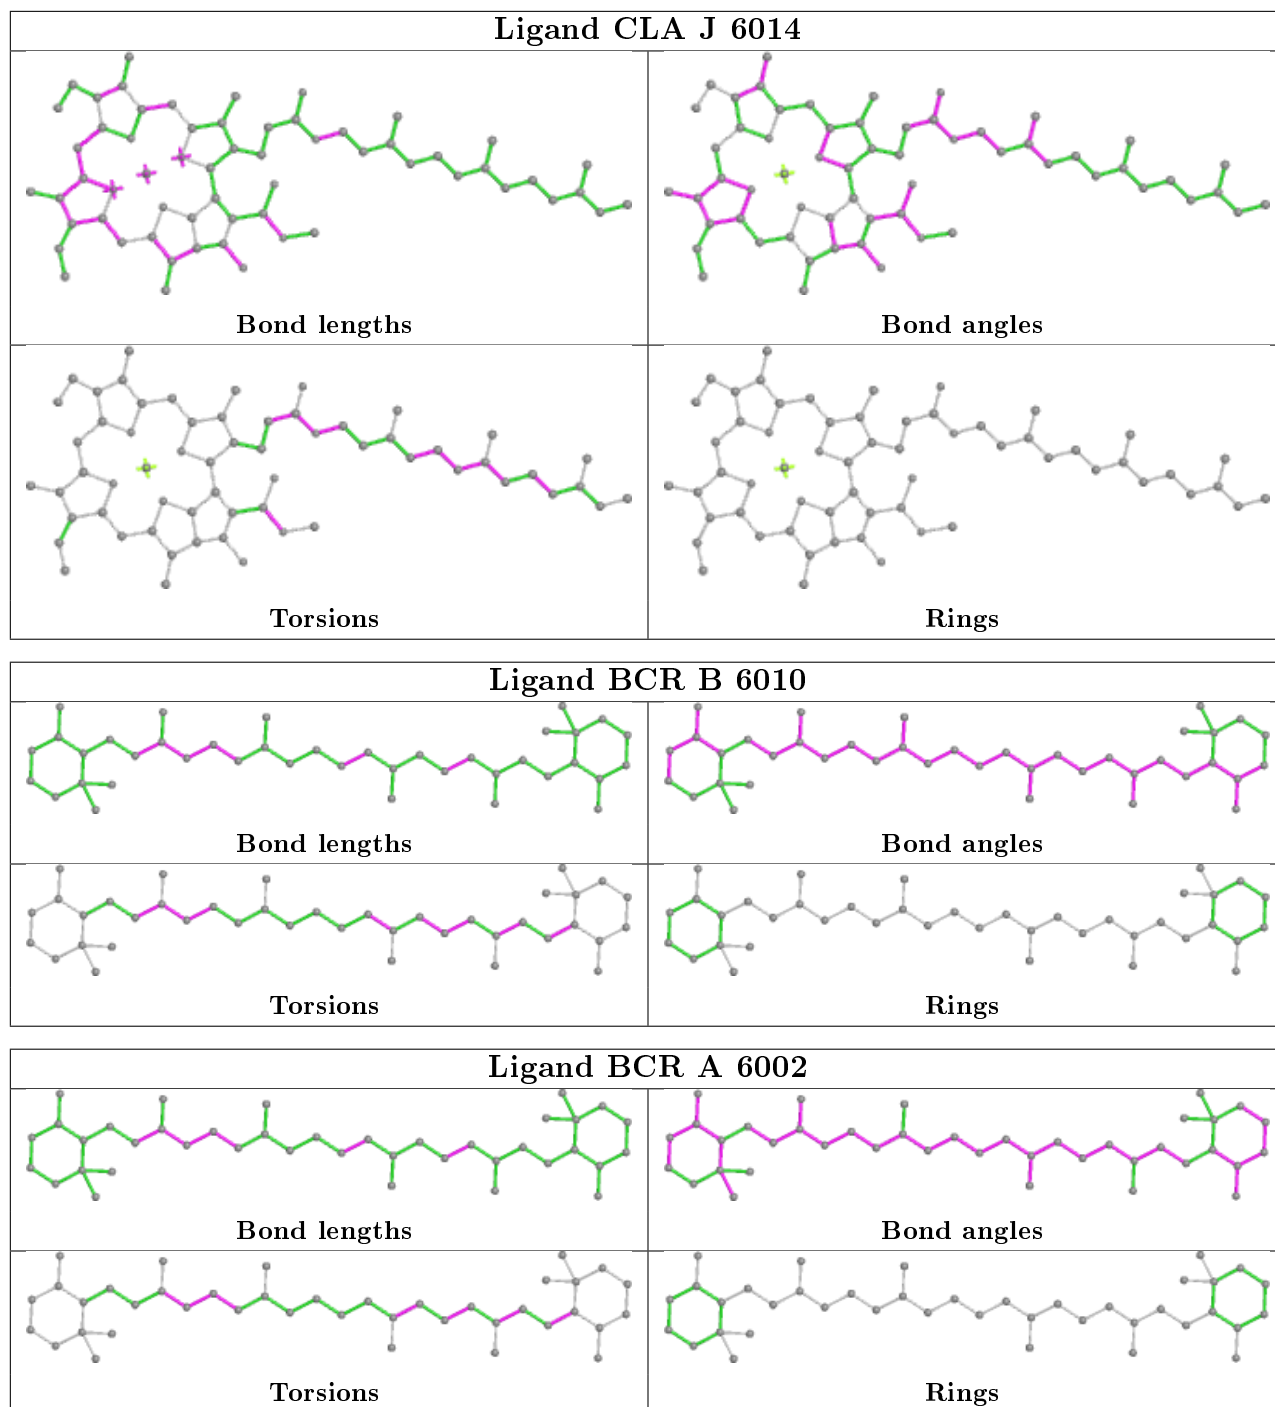 Ligand CLA J 6014
Bond lengths
Bond angles
Torsions
Rings
Ligand BCR B 6010
Bond lengths
Bond angles
Torsions
Rings
Ligand BCR A 6002
Bond lengths
Bond angles
Torsions
Rings